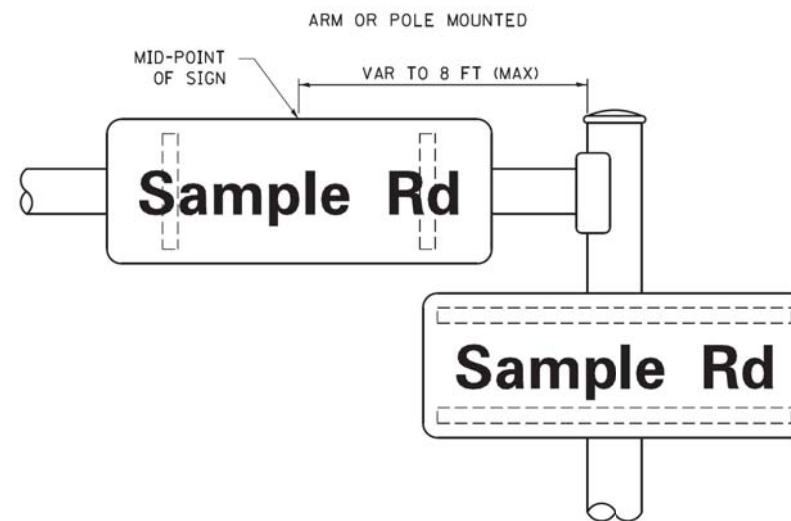 ARM OR POLE MOUNTED
MID-POINT
OF SIGN
VAR TO 8 FT (MAX)
Sample Rd
Sample Rd